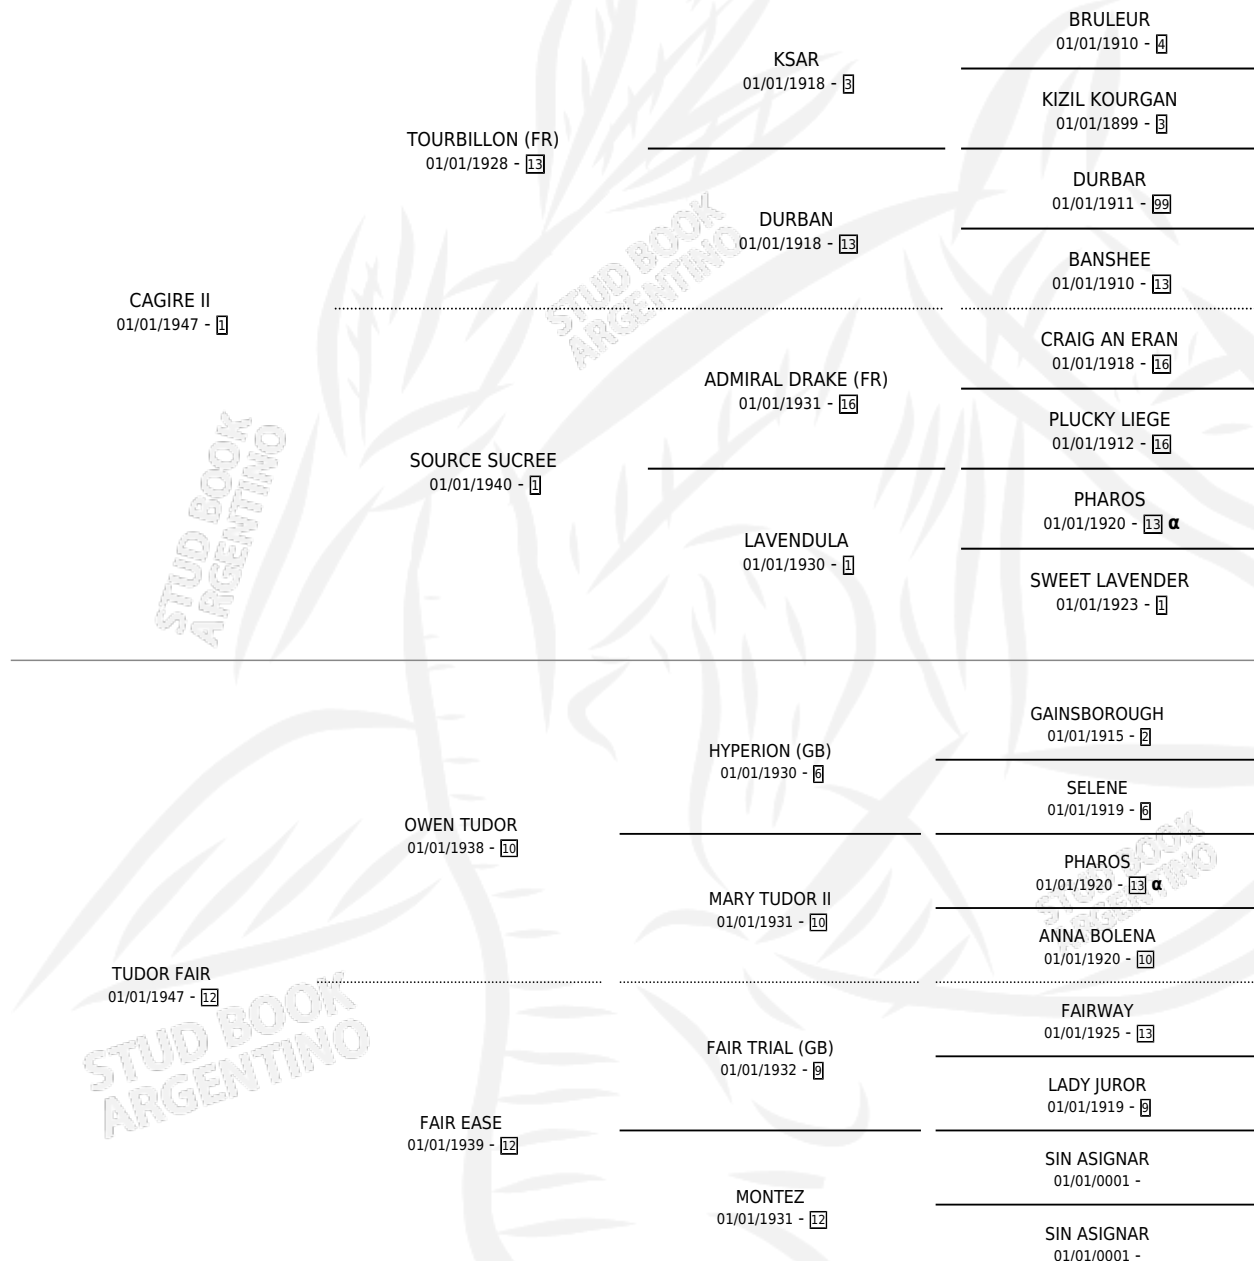 BRULEUR
01/01/1910 - 4
KSAR
01/01/1918 - 3
KIZIL KOURGAN
01/01/1899 - 3
TOURBILLON (FR)
01/01/1928 - 13
DURBAR
01/01/1911 - 99
DURBAN
01/01/1918 - 13
BANSHEE
01/01/1910 - 13
CAGIRE II
01/01/1947 - 1
CRAIG AN ERAN
01/01/1918 - 16
ADMIRAL DRAKE (FR)
01/01/1931 - 16
PLUCKY LIEGE
01/01/1912 - 16
SOURCE SUCREE
01/01/1940 - 1
PHAROS
01/01/1920 - 13 α
LAVENDULA
01/01/1930 - 1
SWEET LAVENDER
01/01/1923 - 1
STUD BOOK
ARGENTINO
STUD BOOK
ARGENTINO
GAINSBOROUGH
01/01/1915 - 2
HYPERION (GB)
01/01/1930 - 6
SELENE
01/01/1919 - 6
OWEN TUDOR
01/01/1938 - 10
PHAROS
01/01/1920 - 13 α
MARY TUDOR II
01/01/1931 - 10
ANNA BOLENA
01/01/1920 - 10
STUD BOOK
ARGENTINO
TUDOR FAIR
01/01/1947 - 12
FAIRWAY
01/01/1925 - 13
FAIR TRIAL (GB)
01/01/1932 - 9
LADY JUROR
01/01/1919 - 9
FAIR EASE
01/01/1939 - 12
SIN ASIGNAR
01/01/0001 -
MONTEZ
01/01/1931 - 12
SIN ASIGNAR
01/01/0001 -
STUD BOOK
ARGENTINO